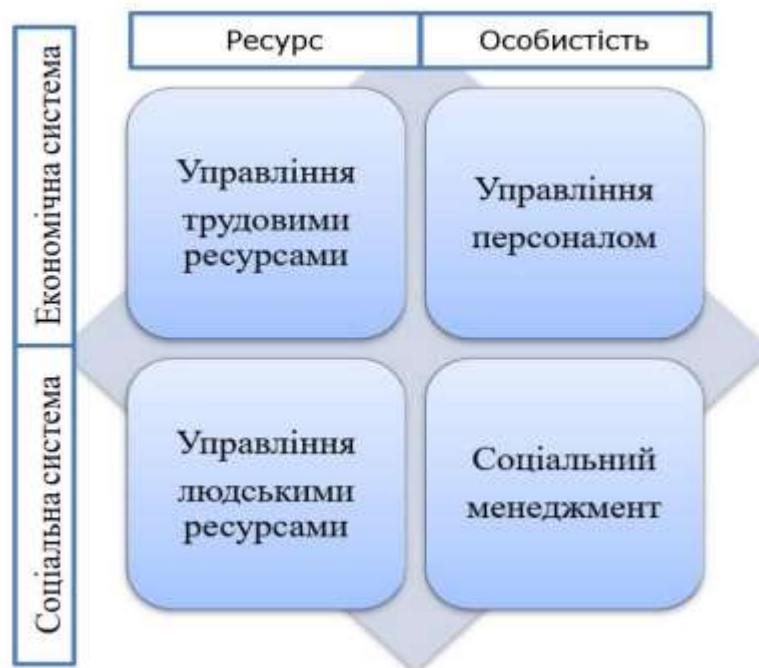 Ресурс
Особистість
Економічна система
Управління
трудовими
ресурсами
Управління
персоналом
Соціальна система
Управління
людськими
ресурсами
Соціальний
менеджмент